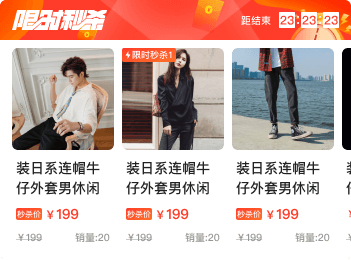 限时秒杀
距结束 23:23:23
限时秒杀1
装日系连帽牛
仔外套男休闲
秒杀价 ¥199
¥199 销量:20
装日系连帽牛
仔外套男休闲
秒杀价 ¥199
¥199 销量:20
装日系连帽牛
仔外套男休闲
秒杀价 ¥199
¥199 销量:20